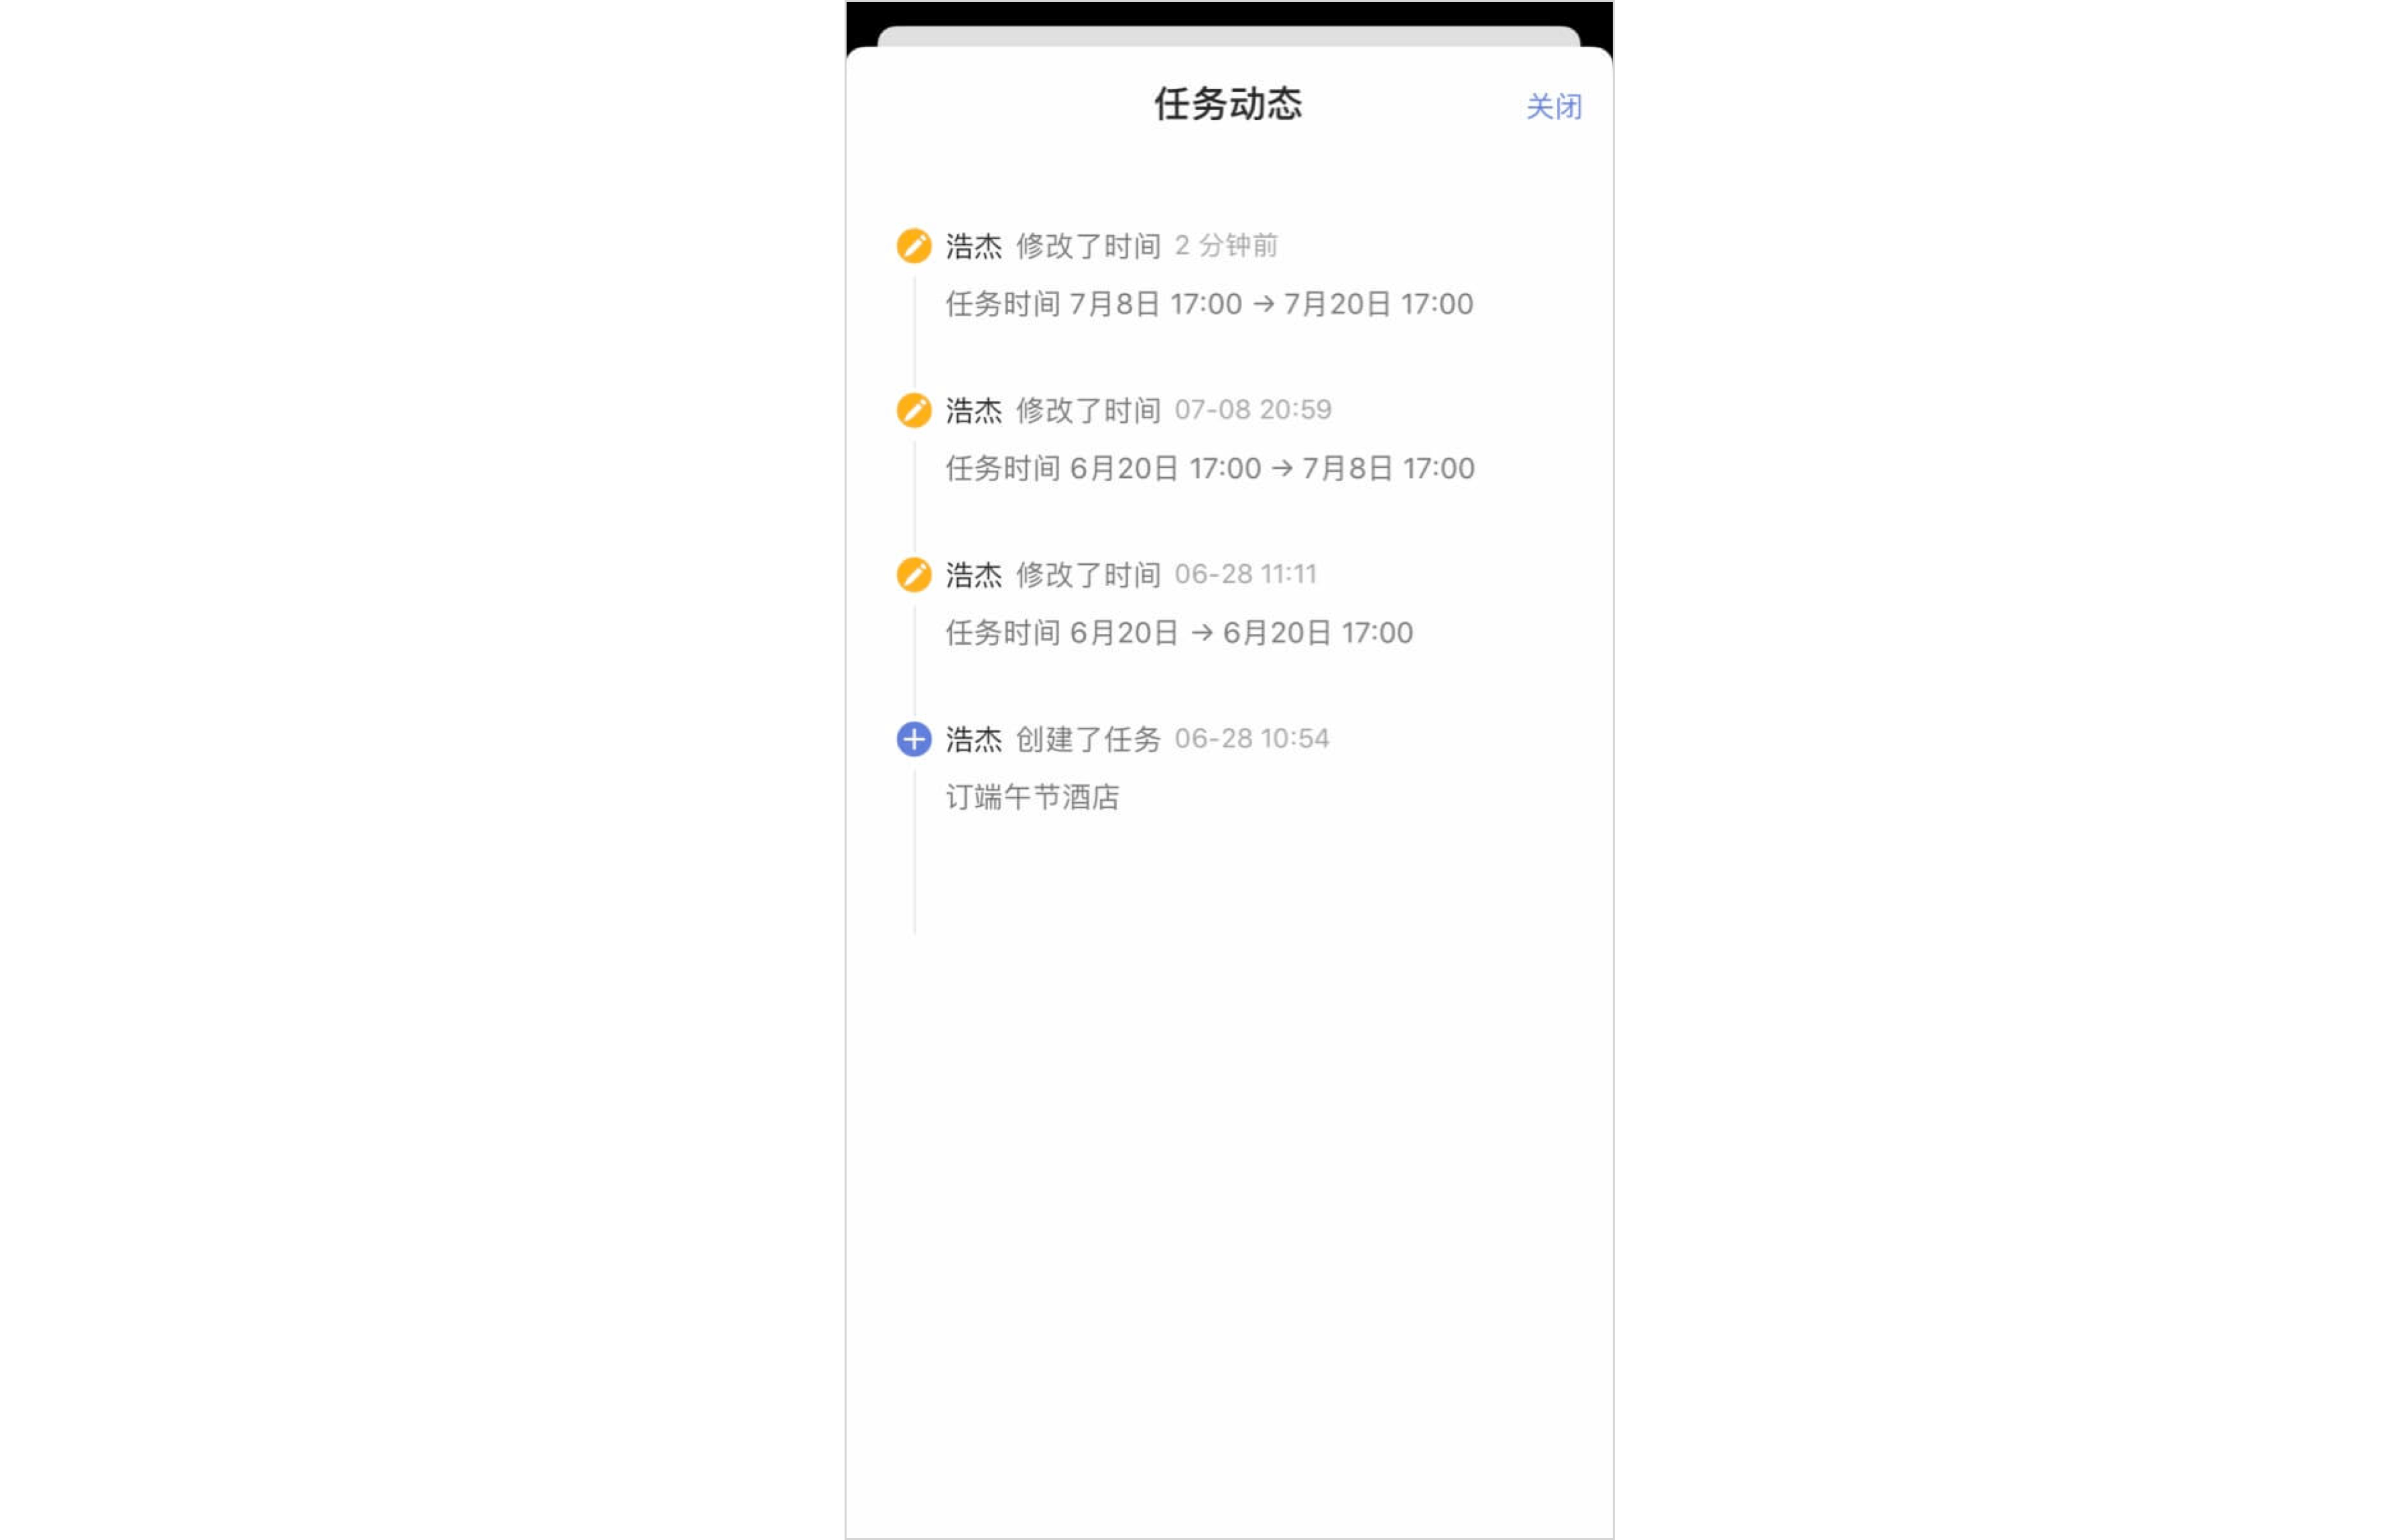 任务动态
关闭
浩杰 修改了时间 2 分钟前
任务时间 7月8日 17:00 → 7月20日 17:00
浩杰 修改了时间 07-08 20:59
任务时间 6月20日 17:00 → 7月8日 17:00
浩杰 修改了时间 06-28 11:11
任务时间 6月20日 → 6月20日 17:00
浩杰 创建了任务 06-28 10:54
订端午节酒店